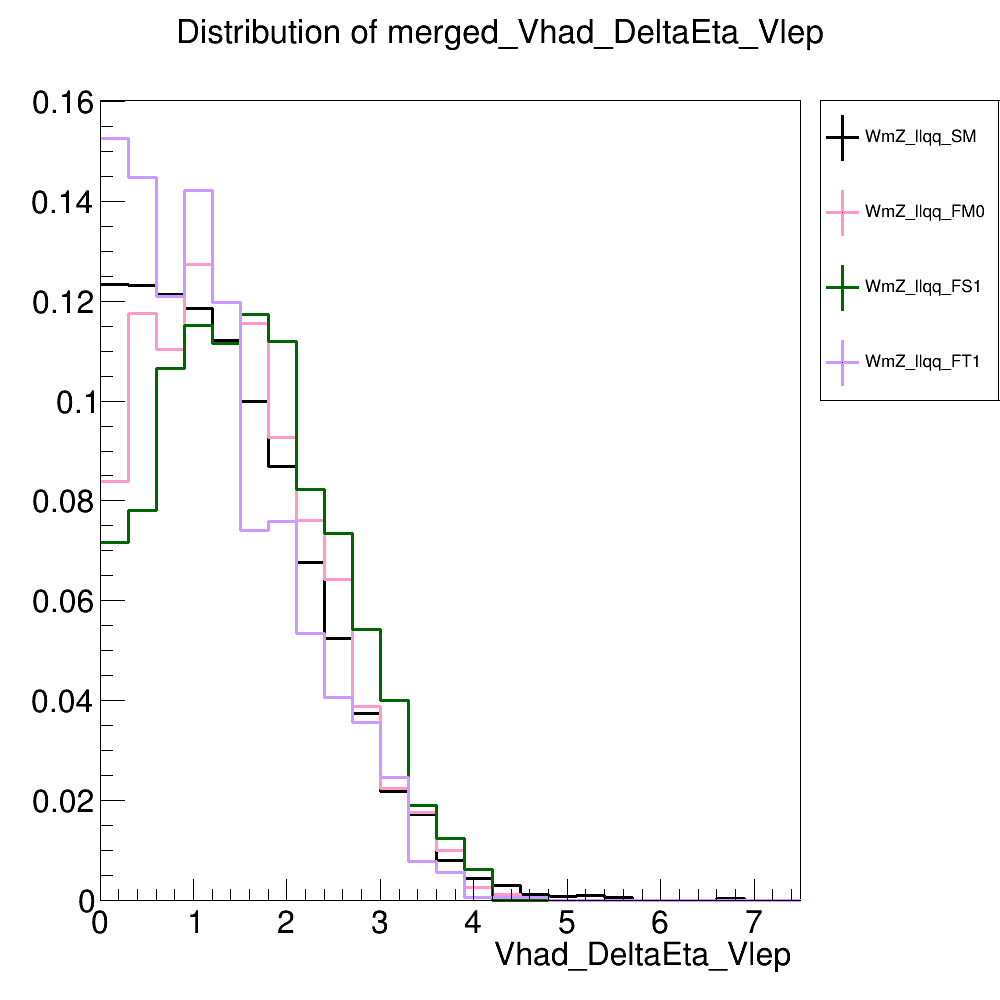 Distribution of merged_Vhad_DeltaEta_Vlep
0.16
0.14
0.12
0.1
0.08
0.06
0.04
0.02
0
0 1 2 3 4 5 6 7
Vhad_DeltaEta_Vlep
WmZ_llqq_SM
WmZ_llqq_FM0
WmZ_llqq_FS1
WmZ_llqq_FT1